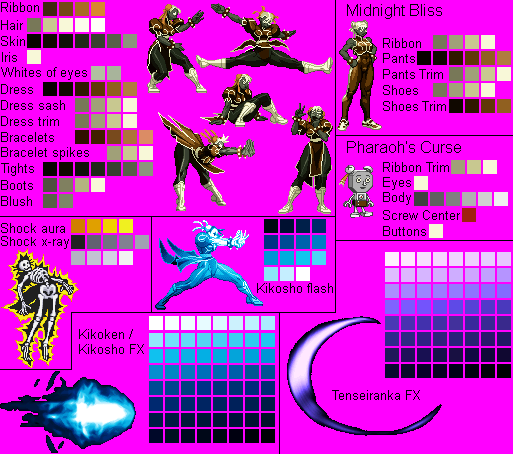 Ribbon
Hair
Skin
Iris
Whites of eyes
Dress
Dress sash
Dress trim
Bracelets
Bracelet spikes
Tights
Boots
Blush
Midnight Bliss
Ribbon
Pants
Pants Trim
Shoes
Shoes Trim
Pharaoh's Curse
Ribbon Trim
Eyes
Body
Screw Center
Buttons
Shock aura
Shock x-ray
Kikosho flash
Kikoken /
Kikosho FX
Tenseiranka FX